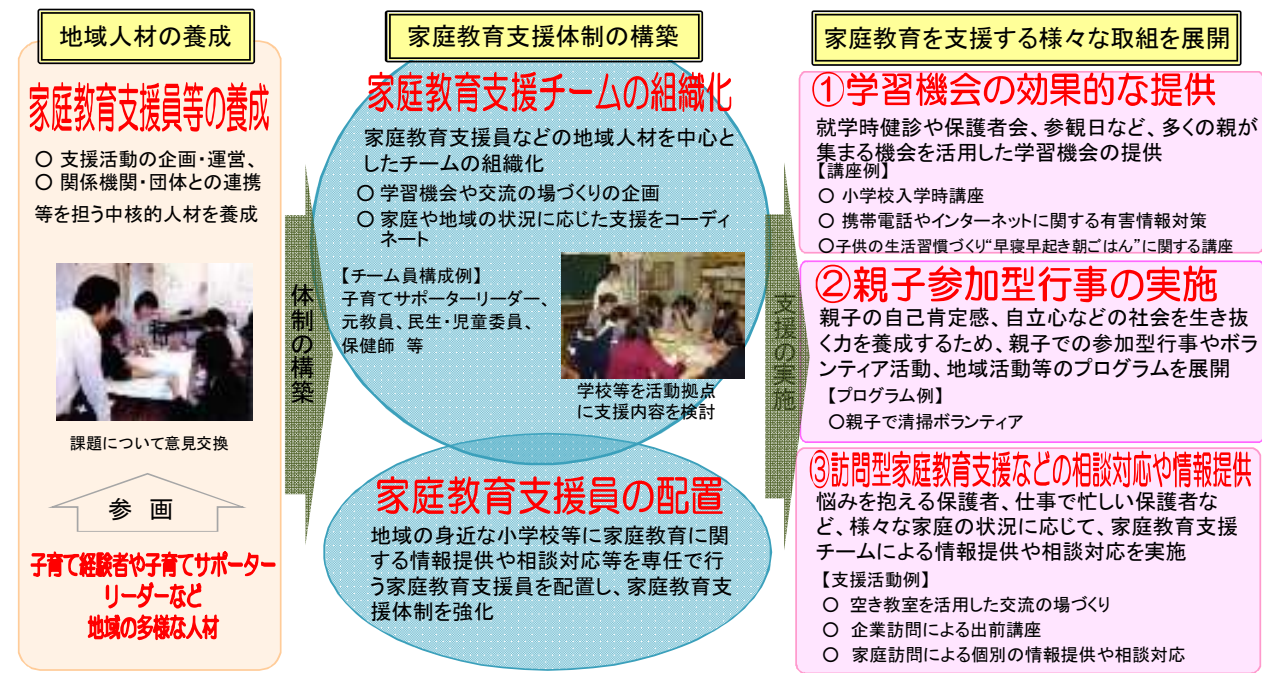 地域人材の養成
家庭教育支援員等の養成
○ 支援活動の企画・運営、
○ 関係機関・団体との連携
等を担う中核的人材を養成
課題について意見交換
参 画
子育て経験者や子育てサポーター
リーダーなど
地域の多様な人材
体制の構築
家庭教育支援体制の構築
家庭教育支援チームの組織化
家庭教育支援員などの地域人材を中心と
したチームの組織化
○ 学習機会や交流の場づくりの企画
○ 家庭や地域の状況に応じた支援をコーディ
ネート
【チーム員構成例】
子育てサポーターリーダー、
元教員、民生・児童委員、
保健師 等
学校等を活動拠点
に支援内容を検討
家庭教育支援員の配置
地域の身近な小学校等に家庭教育に関
する情報提供や相談対応等を専任で行
う家庭教育支援員を配置し、家庭教育支
援体制を強化
支援の実施
家庭教育を支援する様々な取組を展開
①学習機会の効果的な提供
就学時健診や保護者会、参観日など、多くの親が
集まる機会を活用した学習機会の提供
【講座例】
○ 小学校入学時講座
○ 携帯電話やインターネットに関する有害情報対策
○子供の生活習慣づくり“早寝早起き朝ごはん”に関する講座
②親子参加型行事の実施
親子の自己肯定感、自立心などの社会を生き抜
く力を養成するため、親子での参加型行事やボラ
ンティア活動、地域活動等のプログラムを展開
【プログラム例】
○親子で清掃ボランティア
③訪問型家庭教育支援などの相談対応や情報提供
悩みを抱える保護者、仕事で忙しい保護者な
ど、様々な家庭の状況に応じて、家庭教育支援
チームによる情報提供や相談対応を実施
【支援活動例】
○ 空き教室を活用した交流の場づくり
○ 企業訪問による出前講座
○ 家庭訪問による個別の情報提供や相談対応